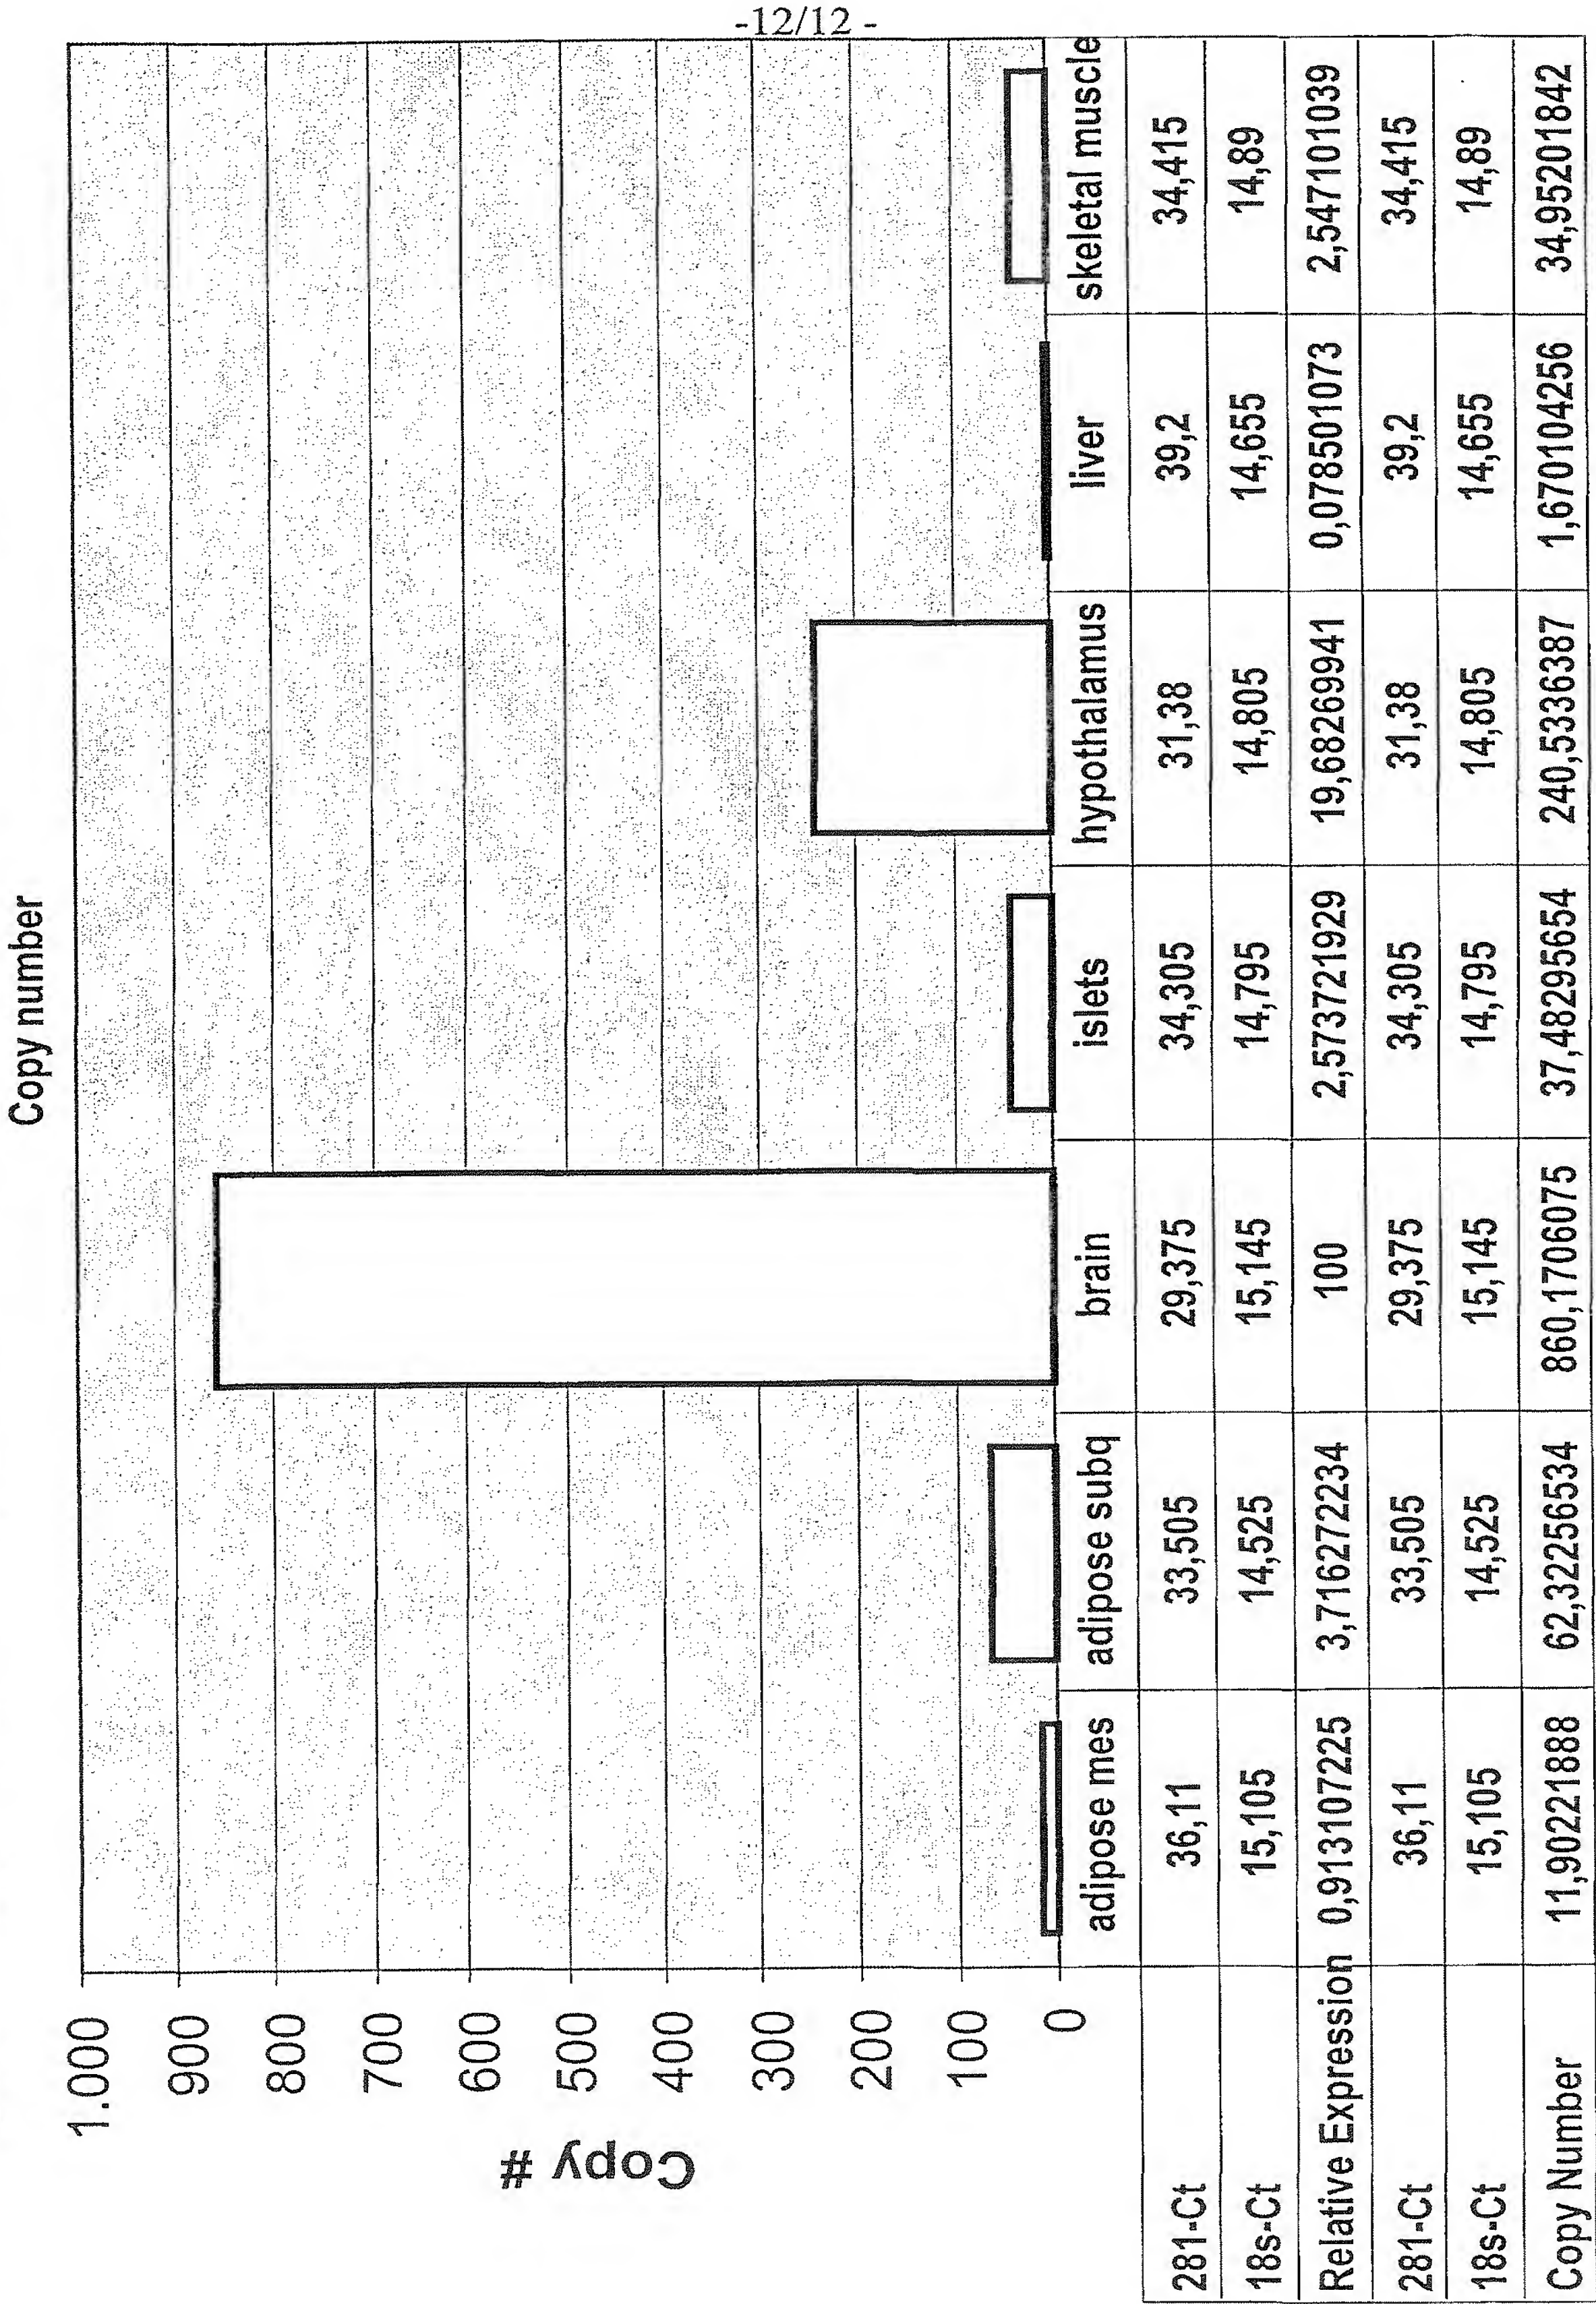 -12/12 -
Copy number
Copy #
1.000
900
800
700
600
500
400
300
200
100
0
adipose mes adipose subq brain islets hypothalamus liver skeletal muscle
281-Ct 36,11 33,505 29,375 34,305 31,38 39,2 34,415
18s-Ct 15,105 14,525 15,145 14,795 14,805 14,655 14,89
Relative Expression 0,913107225 3,716272234 100 2,573721929 19,68269941 0,078501073 2,547101039
281-Ct 36,11 33,505 29,375 34,305 31,38 39,2 34,415
18s-Ct 15,105 14,525 15,145 14,795 14,805 14,655 14,89
Copy Number 11,90221888 62,32256534 860,1706075 37,48295654 240,5336387 1,670104256 34,95201842